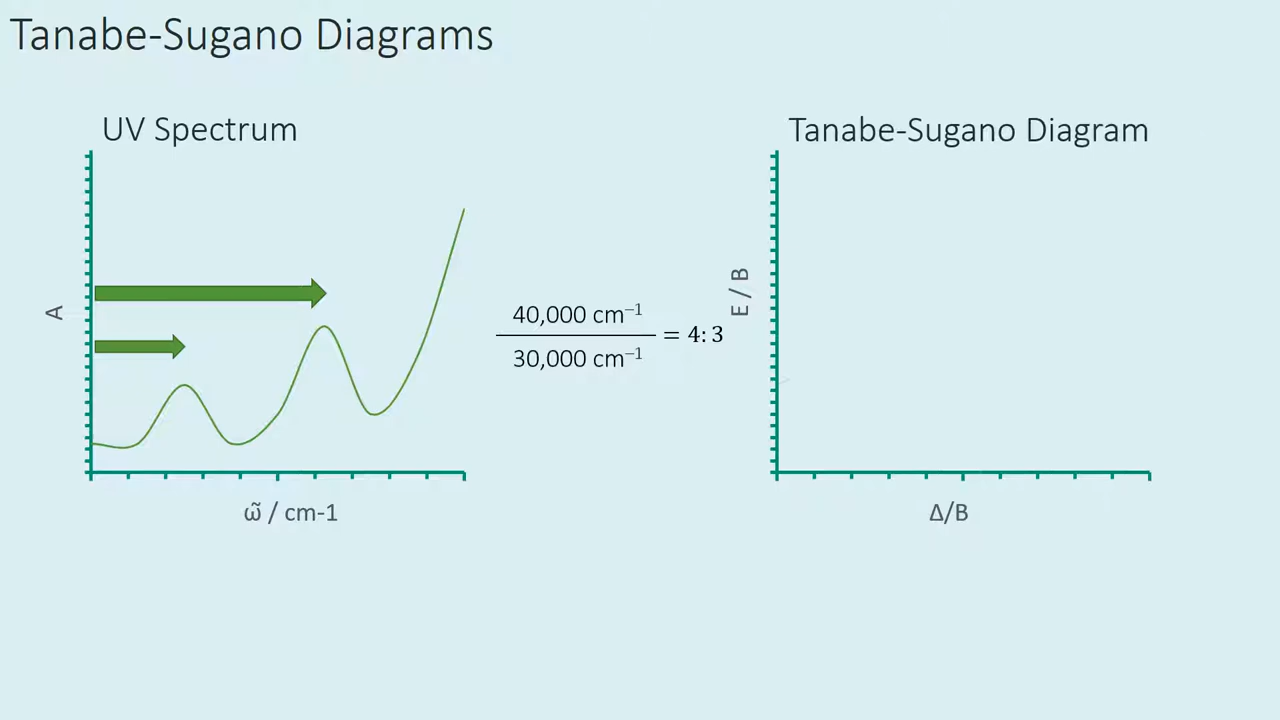 Tanabe-Sugano Diagrams
UV Spectrum
A
ω̃ / cm-1
40,000 cm⁻¹
30,000 cm⁻¹
= 4: 3
Tanabe-Sugano Diagram
E / B
Δ/B